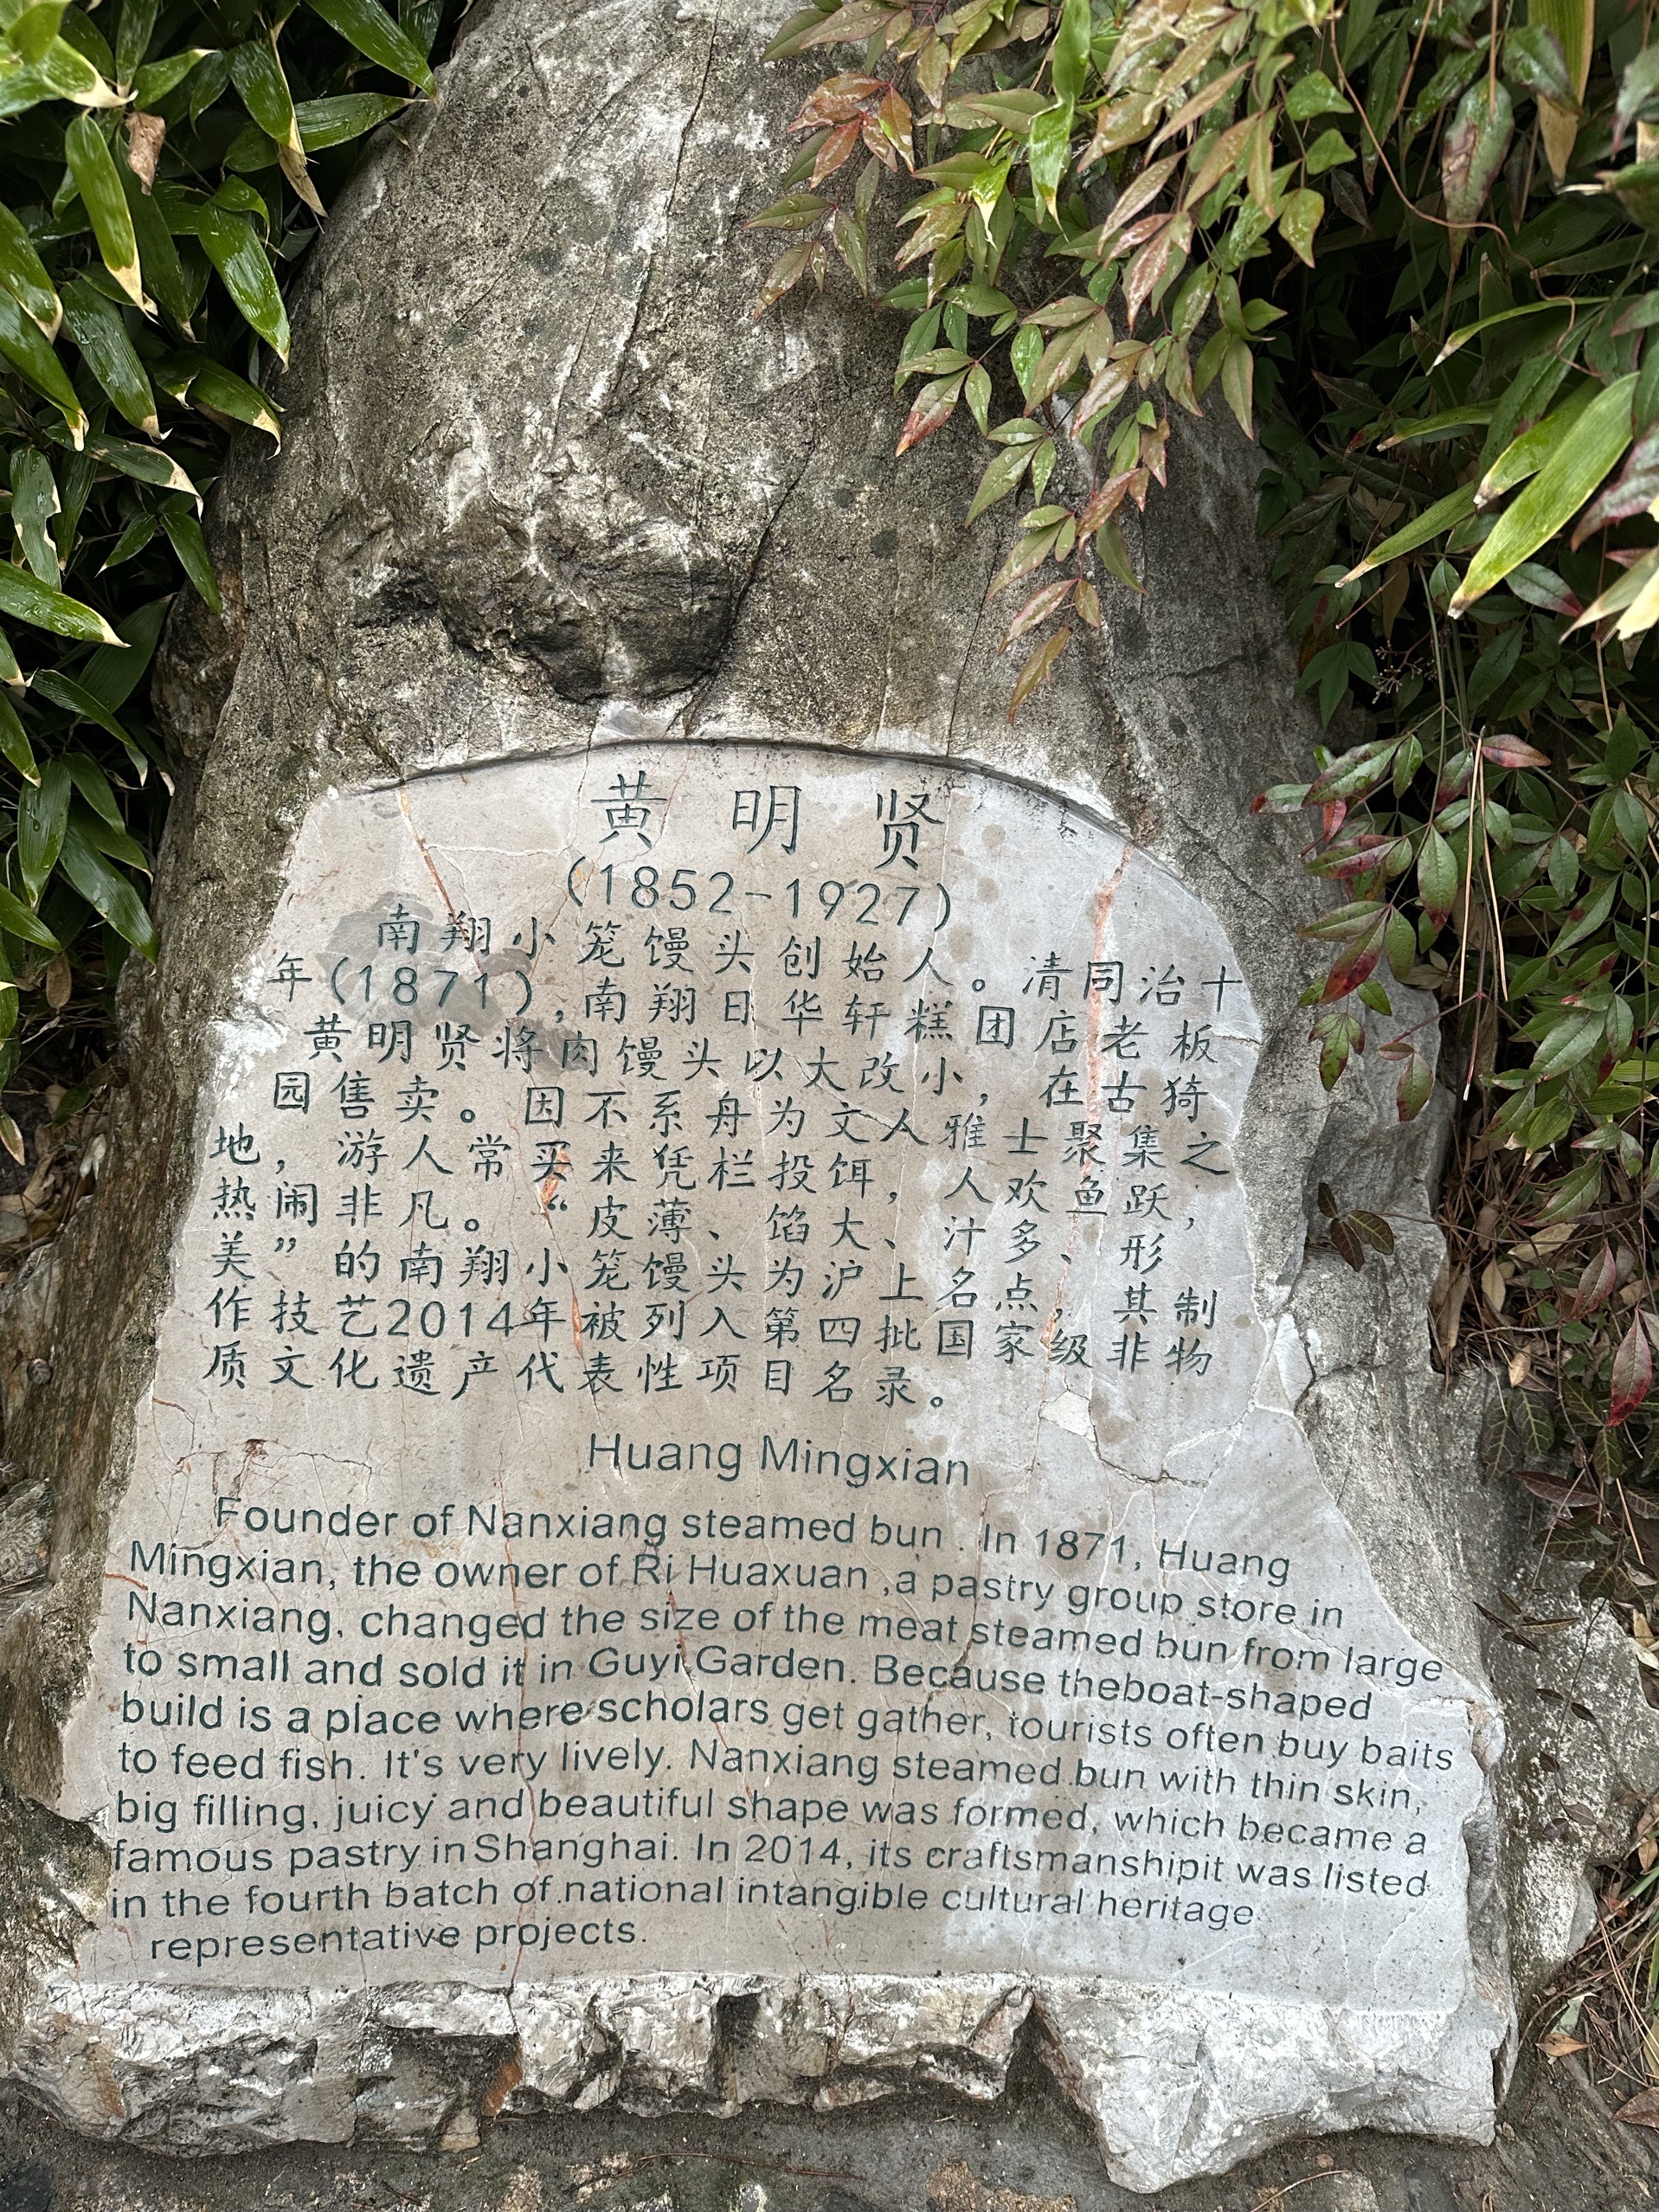 黄明贤
(1852-1927)
南翔小笼馒头创始人。清同治十
年(1871),南翔日华轩糕团店老板
黄明贤将肉馒头以大改小,在古猗
园售卖。因不系舟为文人雅士聚集之
地,游人常买来凭栏投饵,人欢鱼跃,
热闹非凡。“皮薄、馅大、汁多、形
美”的南翔小笼馒头为沪上名点,其制
作技艺2014年被列入第四批国家级非物
质文化遗产代表性项目名录。
Huang Mingxian
Founder of Nanxiang steamed bun . In 1871, Huang
Mingxian, the owner of Ri Huaxuan ,a pastry group store in
Nanxiang, changed the size of the meat steamed bun from large
to small and sold it in Guyi Garden. Because theboat-shaped
build is a place where scholars get gather, tourists often buy baits
to feed fish. It's very lively. Nanxiang steamed bun with thin skin,
big filling, juicy and beautiful shape was formed, which became a
famous pastry in Shanghai. In 2014, its craftsmanshipit was listed
in the fourth batch of national intangible cultural heritage
representative projects.